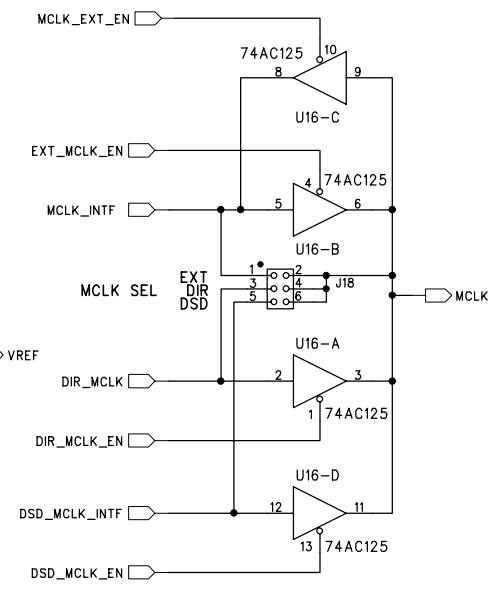 MCLK_EXT_EN
74AC125
10
8
9
U16-C
EXT_MCLK_EN
4
74AC125
MCLK_INTF
5
6
U16-B
EXT
1
2
MCLK SEL
DIR
3
4
J18
DSD
5
6
MCLK
U16-A
VREF
DIR_MCLK
2
3
1
74AC125
DIR_MCLK_EN
U16-D
DSD_MCLK_INTF
12
11
13
74AC125
DSD_MCLK_EN